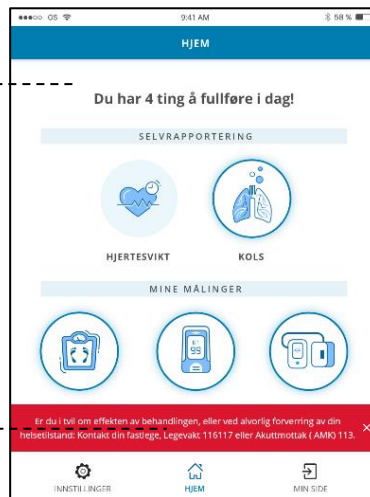 GS 9:41 AM 58 %
HJEM
Du har 4 ting å fullføre i dag!
SELVRAPPORTERING
HJERTESVIKT KOLS
MINE MÅLINGER
99
Er du i tvil om effekten av behandlingen, eller ved alvorlig forverring av din
helsetilstand: Kontakt din fastlege, Legevakt 116117 eller Akuttmottak ( AMK) 113.
INNSTILLINGER HJEM MIN SIDE